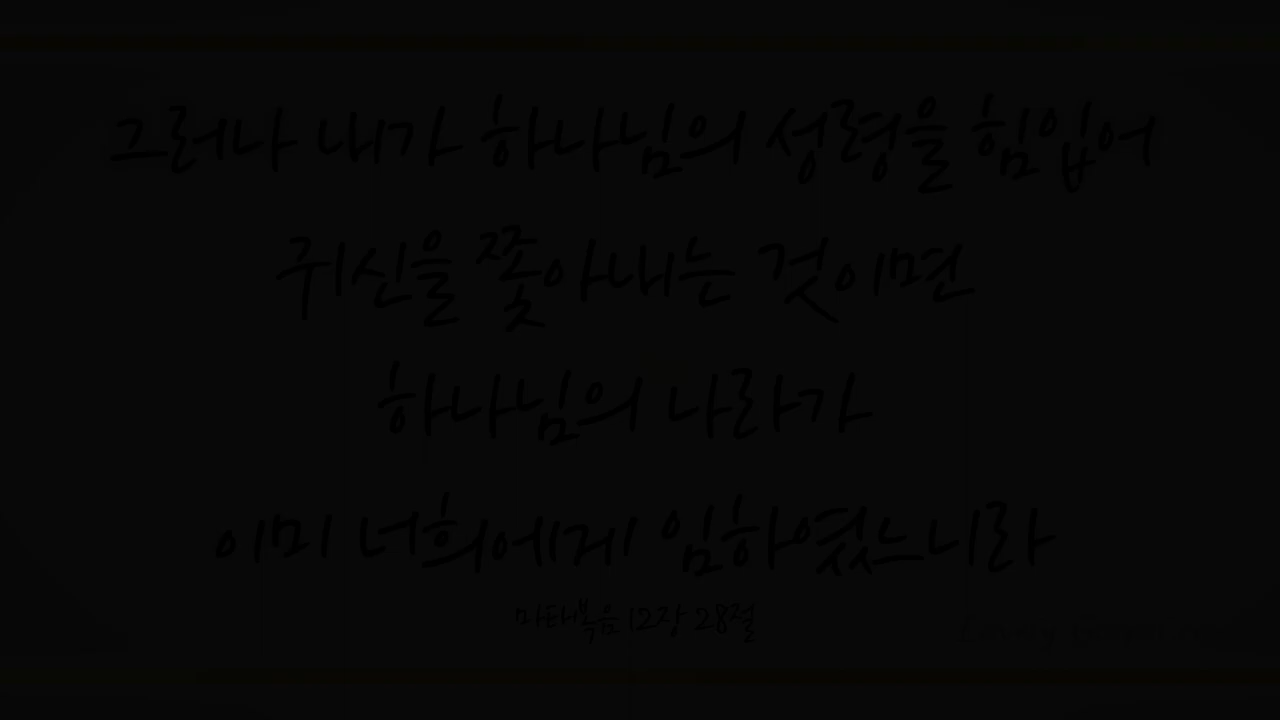 그러나 내가 하나님의 성령을 힘입어
귀신을 쫓아내는 것이면
하나님의 나라가
이미 너희에게 임하였느니라
마태복음 12장 28절